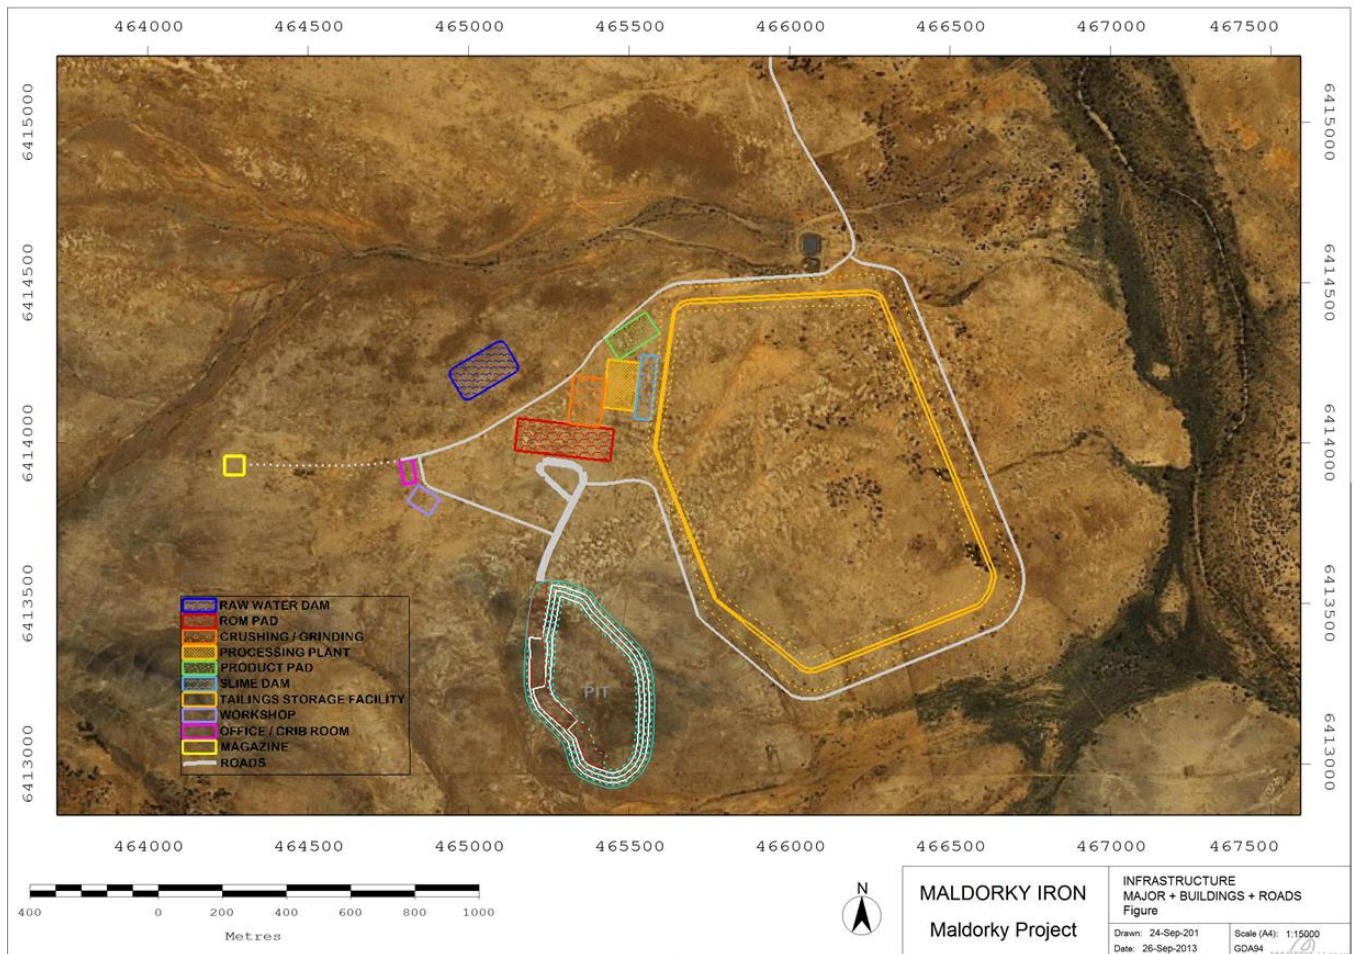 464000 464500 465000 465500 466000 466500 467000 467500
6415000 6415000
6414500 6414500
6414000 6414000
6413500 6413500
6413000 6413000
RAW WATER DAM
ROM PAD
CRUSHING / GRINDING
PROCESSING PLANT
PRODUCT PAD
SLIME DAM
TAILINGS STORAGE FACILITY
WORKSHOP
OFFICE / CRIB ROOM
MAGAZINE
ROADS
PIT
464000 464500 465000 465500 466000 466500 467000 467500
400 0 200 400 600 800 1000
Metres
N
MALDORKY IRON
Maldorky Project
INFRASTRUCTURE
MAJOR + BUILDINGS + ROADS
Figure
Drawn: 24-Sep-201 Scale (A4): 1:15000
Date: 26-Sep-2013 GDA94